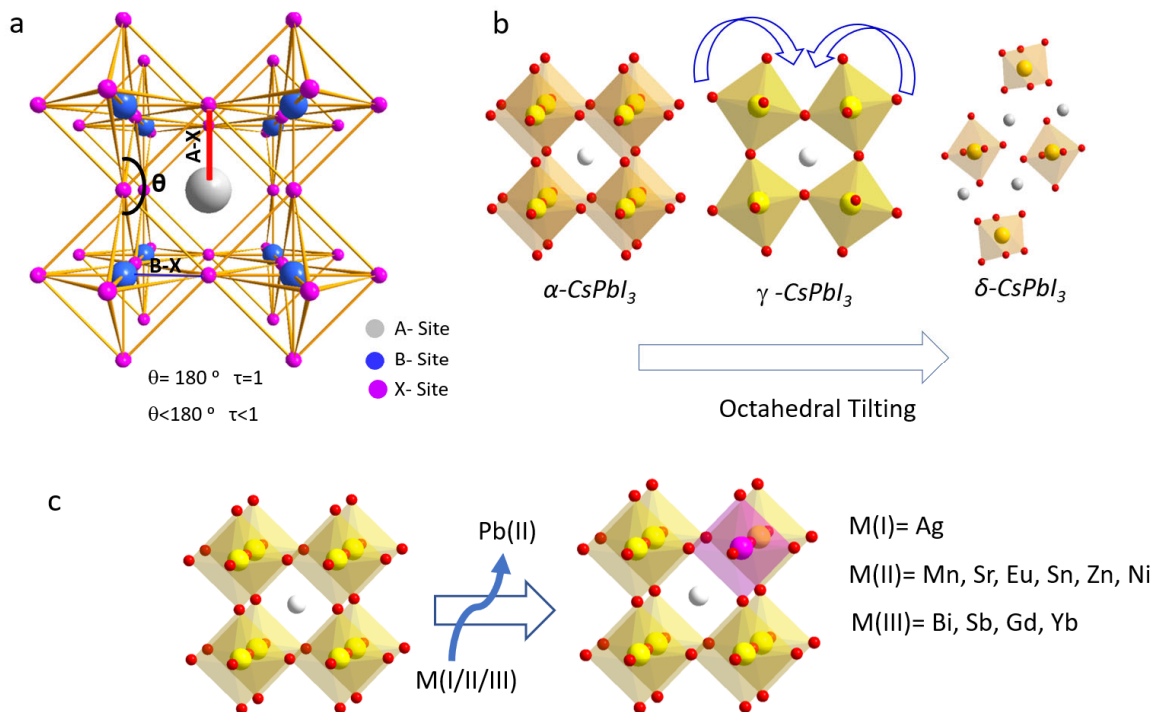 a
A-X
θ
B-X
A- Site
B- Site
X- Site
θ= 180 º τ=1
θ<180 º τ<1
b
α-CsPbI₃
γ -CsPbI₃
δ-CsPbI₃
Octahedral Tilting
c
Pb(II)
M(I/II/III)
M(I)= Ag
M(II)= Mn, Sr, Eu, Sn, Zn, Ni
M(III)= Bi, Sb, Gd, Yb